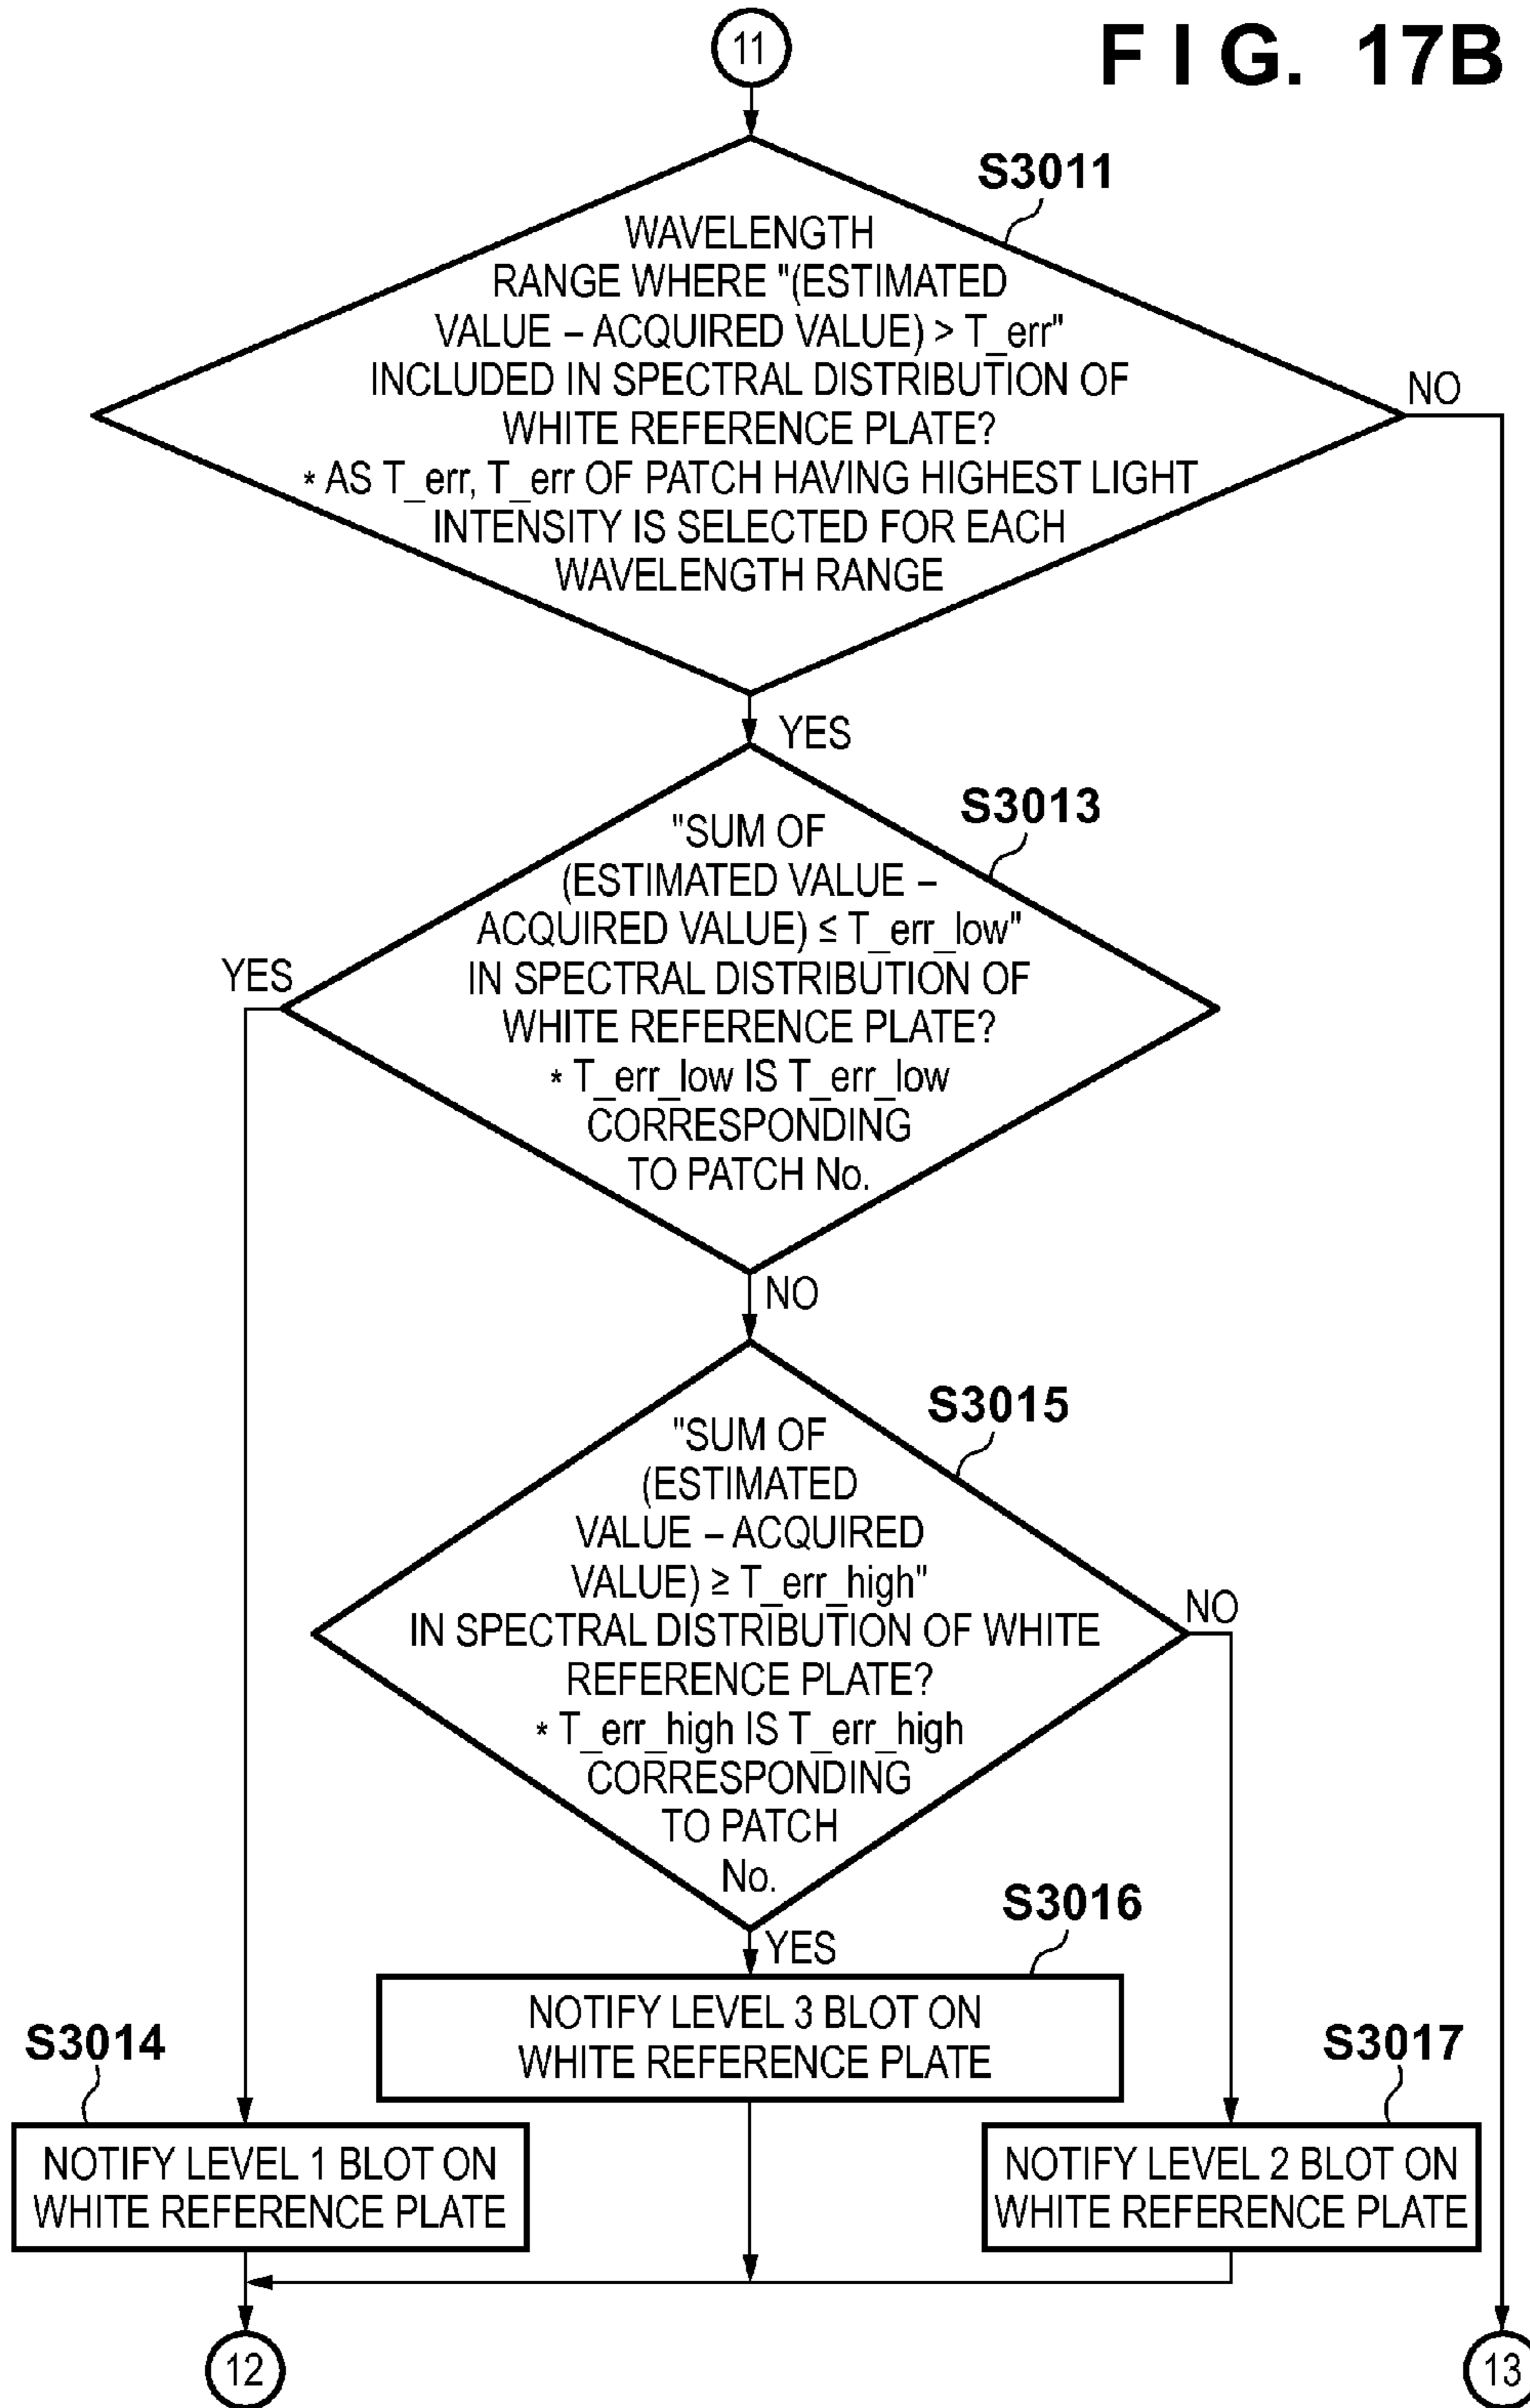 11
F I G. 17B
S3011
WAVELENGTH
RANGE WHERE "(ESTIMATED
VALUE – ACQUIRED VALUE) > T_err"
INCLUDED IN SPECTRAL DISTRIBUTION OF
WHITE REFERENCE PLATE?
* AS T_err, T_err OF PATCH HAVING HIGHEST LIGHT
INTENSITY IS SELECTED FOR EACH
WAVELENGTH RANGE
NO
YES
S3013
"SUM OF
(ESTIMATED VALUE –
ACQUIRED VALUE) ≤ T_err_low"
IN SPECTRAL DISTRIBUTION OF
WHITE REFERENCE PLATE?
* T_err_low IS T_err_low
CORRESPONDING
TO PATCH No.
YES
NO
S3015
"SUM OF
(ESTIMATED
VALUE – ACQUIRED
VALUE) ≥ T_err_high"
IN SPECTRAL DISTRIBUTION OF WHITE
REFERENCE PLATE?
* T_err_high IS T_err_high
CORRESPONDING
TO PATCH
No.
NO
YES
S3016
NOTIFY LEVEL 3 BLOT ON
WHITE REFERENCE PLATE
S3014
NOTIFY LEVEL 1 BLOT ON
WHITE REFERENCE PLATE
S3017
NOTIFY LEVEL 2 BLOT ON
WHITE REFERENCE PLATE
12
13